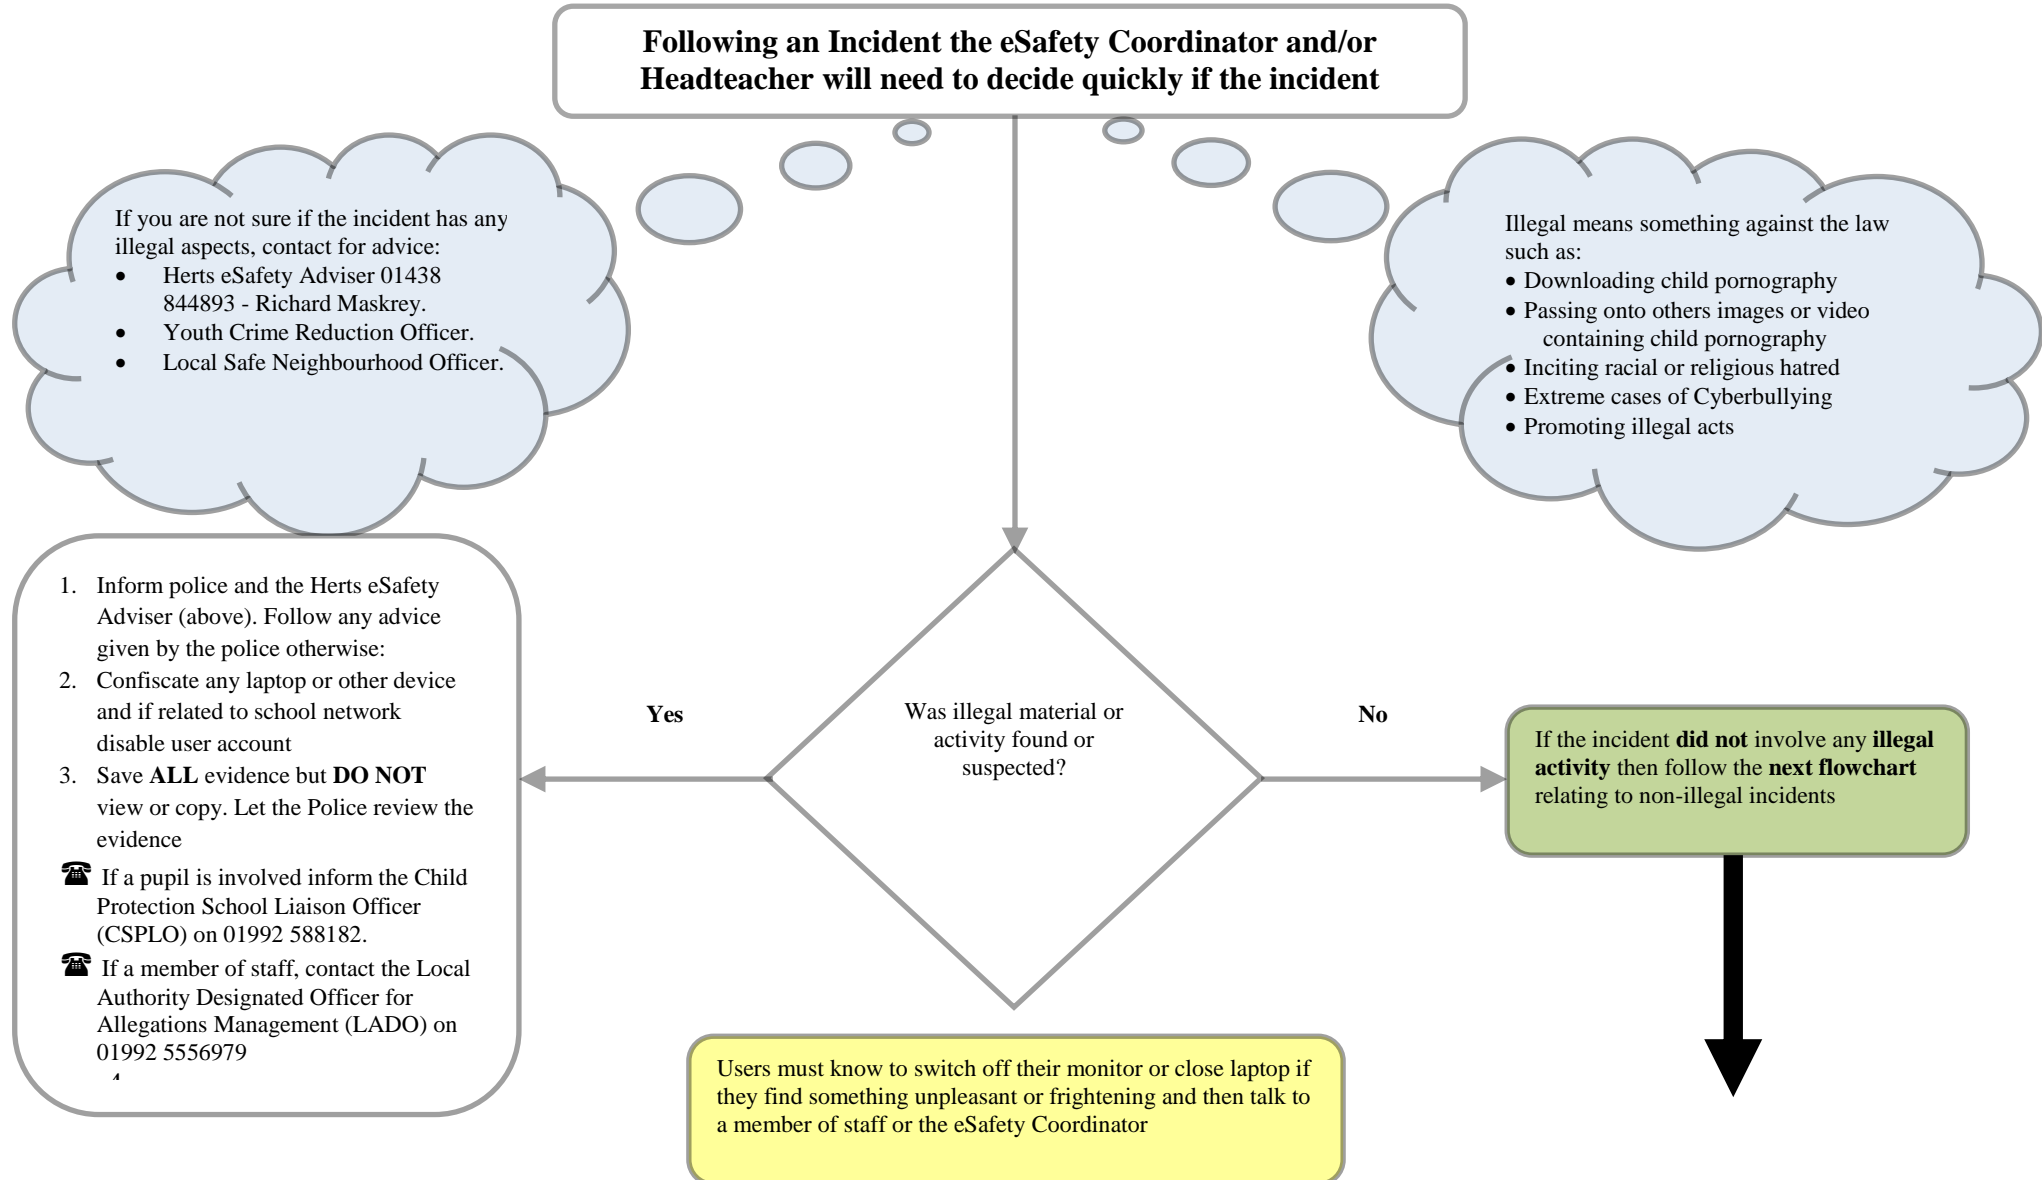 Following an Incident the eSafety Coordinator and/or
Headteacher will need to decide quickly if the incident
If you are not sure if the incident has any
illegal aspects, contact for advice:
• Herts eSafety Adviser 01438
844893 - Richard Maskrey.
• Youth Crime Reduction Officer.
• Local Safe Neighbourhood Officer.
Illegal means something against the law
such as:
• Downloading child pornography
• Passing onto others images or video
containing child pornography
• Inciting racial or religious hatred
• Extreme cases of Cyberbullying
• Promoting illegal acts
1. Inform police and the Herts eSafety
Adviser (above). Follow any advice
given by the police otherwise:
2. Confiscate any laptop or other device
and if related to school network
disable user account
3. Save ALL evidence but DO NOT
view or copy. Let the Police review the
evidence
☎ If a pupil is involved inform the Child
Protection School Liaison Officer
(CSPLO) on 01992 588182.
☎ If a member of staff, contact the Local
Authority Designated Officer for
Allegations Management (LADO) on
01992 5556979
Yes
Was illegal material or
activity found or
suspected?
No
If the incident did not involve any illegal
activity then follow the next flowchart
relating to non-illegal incidents
Users must know to switch off their monitor or close laptop if
they find something unpleasant or frightening and then talk to
a member of staff or the eSafety Coordinator